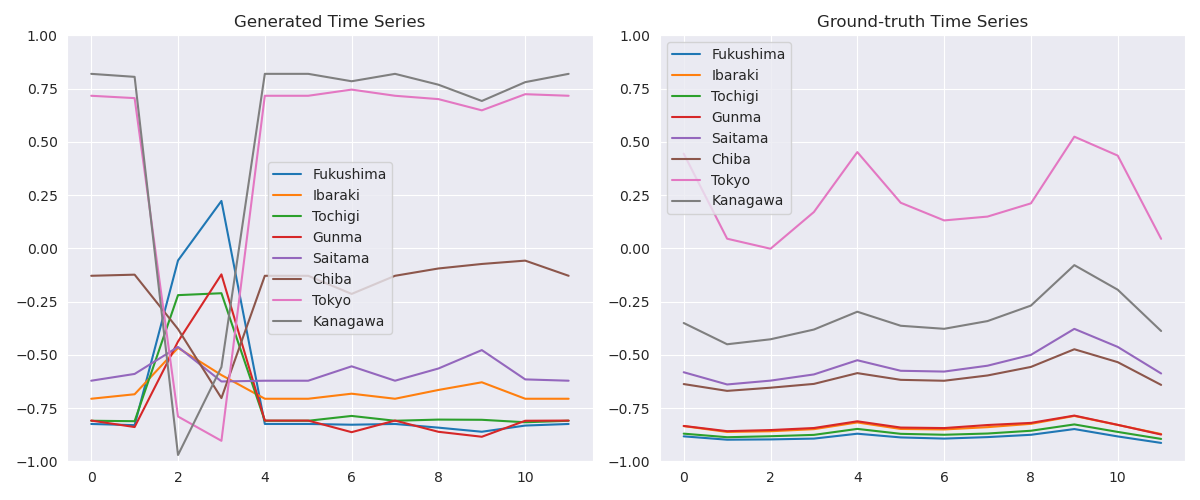 Generated Time Series
1.00
0.75
0.50
0.25
0.00
−0.25
−0.50
−0.75
−1.00
0
2
4
6
8
10
Fukushima
Ibaraki
Tochigi
Gunma
Saitama
Chiba
Tokyo
Kanagawa
Ground-truth Time Series
1.00
0.75
0.50
0.25
0.00
−0.25
−0.50
−0.75
−1.00
0
2
4
6
8
10
Fukushima
Ibaraki
Tochigi
Gunma
Saitama
Chiba
Tokyo
Kanagawa